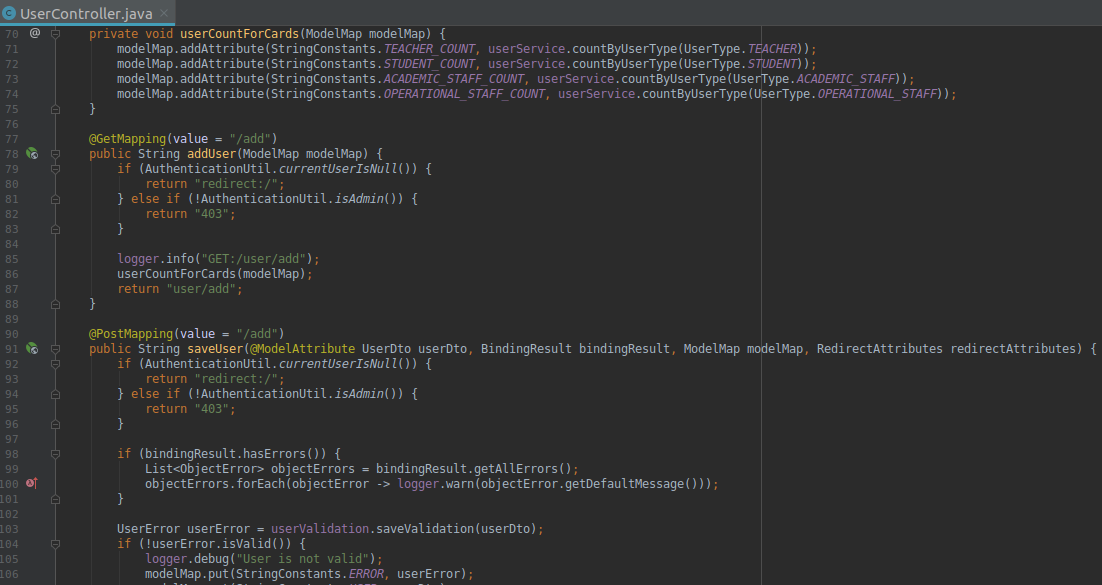 UserController.java
70 @ private void userCountForCards(ModelMap modelMap) {
71 modelMap.addAttribute(StringConstants.TEACHER_COUNT, userService.countByUserType(UserType.TEACHER));
72 modelMap.addAttribute(StringConstants.STUDENT_COUNT, userService.countByUserType(UserType.STUDENT));
73 modelMap.addAttribute(StringConstants.ACADEMIC_STAFF_COUNT, userService.countByUserType(UserType.ACADEMIC_STAFF));
74 modelMap.addAttribute(StringConstants.OPERATIONAL_STAFF_COUNT, userService.countByUserType(UserType.OPERATIONAL_STAFF));
75 }
76
77 @GetMapping(value = "/add")
78 public String addUser(ModelMap modelMap) {
79 if (AuthenticationUtil.currentUserIsNull()) {
80 return "redirect:/";
81 } else if (!AuthenticationUtil.isAdmin()) {
82 return "403";
83 }
84
85 logger.info("GET:/user/add");
86 userCountForCards(modelMap);
87 return "user/add";
88 }
89
90 @PostMapping(value = "/add")
91 public String saveUser(@ModelAttribute UserDto userDto, BindingResult bindingResult, ModelMap modelMap, RedirectAttributes redirectAttributes) {
92 if (AuthenticationUtil.currentUserIsNull()) {
93 return "redirect:/";
94 } else if (!AuthenticationUtil.isAdmin()) {
95 return "403";
96 }
97
98 if (bindingResult.hasErrors()) {
99 List<ObjectError> objectErrors = bindingResult.getAllErrors();
100 objectErrors.forEach(objectError -> logger.warn(objectError.getDefaultMessage()));
101 }
102
103 UserError userError = userValidation.saveValidation(userDto);
104 if (!userError.isValid()) {
105 logger.debug("User is not valid");
106 modelMap.put(StringConstants.ERROR, userError);